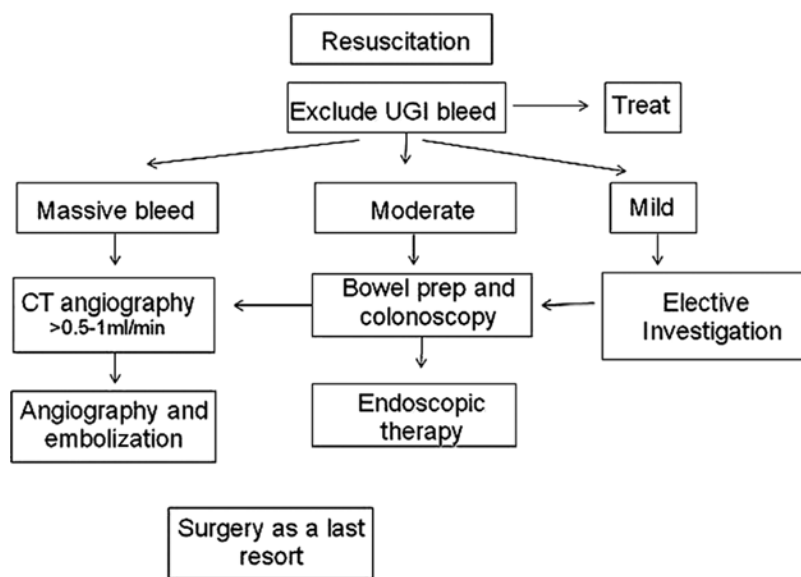 Resuscitation
Exclude UGI bleed
Treat
Massive bleed
Moderate
Mild
CT angiography
>0.5-1ml/min
Bowel prep and
colonoscopy
Elective
Investigation
Angiography and
embolization
Endoscopic
therapy
Surgery as a last
resort